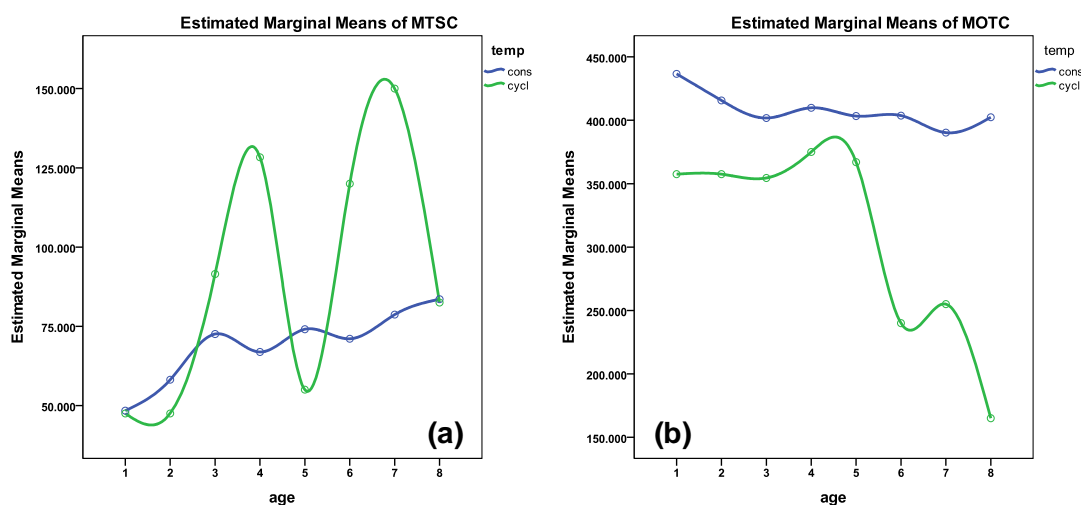 Estimated Marginal Means of MTSC
temp
cons
cycl
Estimated Marginal Means
150.000
125.000
100.000
75.000
50.000
(a)
1 2 3 4 5 6 7 8
age
Estimated Marginal Means of MOTC
temp
cons
cycl
Estimated Marginal Means
450.000
400.000
350.000
300.000
250.000
200.000
150.000
(b)
1 2 3 4 5 6 7 8
age